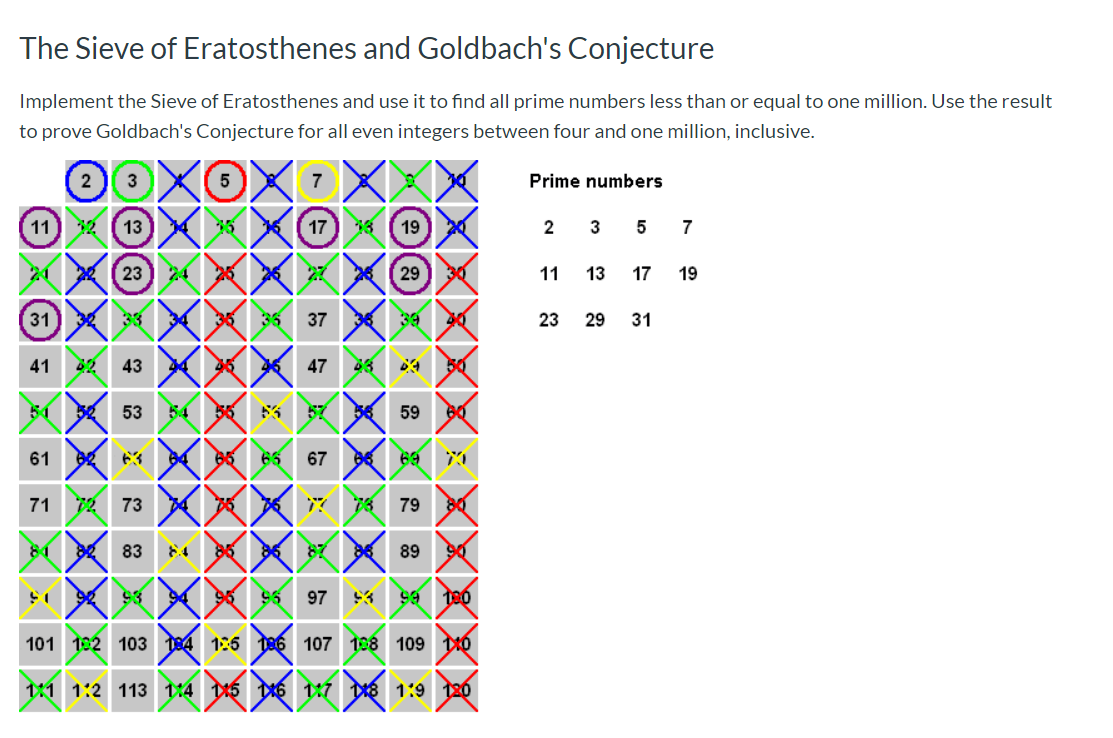 The Sieve of Eratosthenes and Goldbach's Conjecture
Implement the Sieve of Eratosthenes and use it to find all prime numbers less than or equal to one million. Use the result
to prove Goldbach's Conjecture for all even integers between four and one million, inclusive.
2 3 4 5 6 7 8 9 10
11 12 13 14 15 16 17 18 19 20
21 22 23 24 25 26 27 28 29 30
31 32 33 34 35 36 37 38 39 40
41 42 43 44 45 46 47 48 49 50
51 52 53 54 55 56 57 58 59 60
61 62 63 64 65 66 67 68 69 70
71 72 73 74 75 76 77 78 79 80
81 82 83 84 85 86 87 88 89 90
91 92 93 94 95 96 97 98 99 100
101 102 103 104 105 106 107 108 109 110
111 112 113 114 115 116 117 118 119 120
Prime numbers
2 3 5 7
11 13 17 19
23 29 31